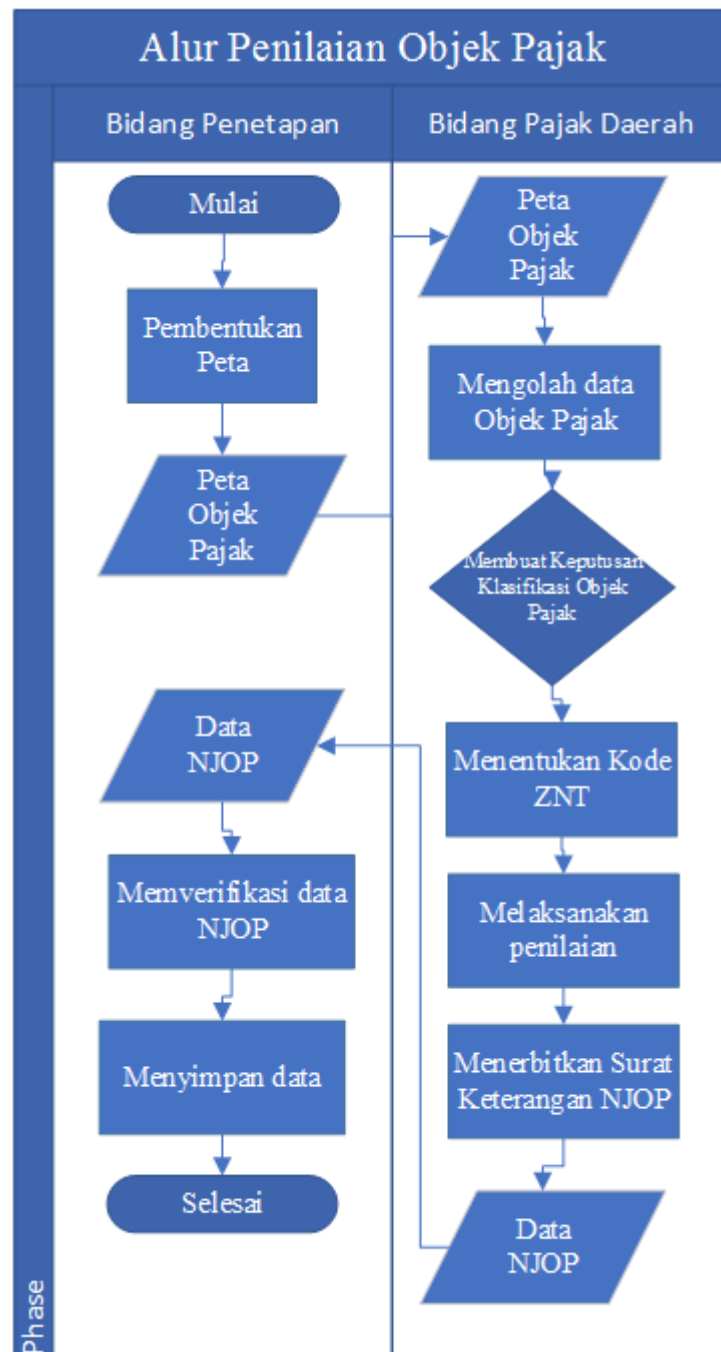 Alur Penilaian Objek Pajak
Bidang Penetapan
Bidang Pajak Daerah
Mulai
Pembentukan
Peta
Peta
Objek
Pajak
Peta
Objek
Pajak
Mengolah data
Objek Pajak
Membuat Keputusan
Klasifikasi Objek
Pajak
Menentukan Kode
ZNT
Melaksanakan
penilaian
Menerbitkan Surat
Keterangan NJOP
Data
NJOP
Data
NJOP
Memverifikasi data
NJOP
Menyimpan data
Selesai
Phase